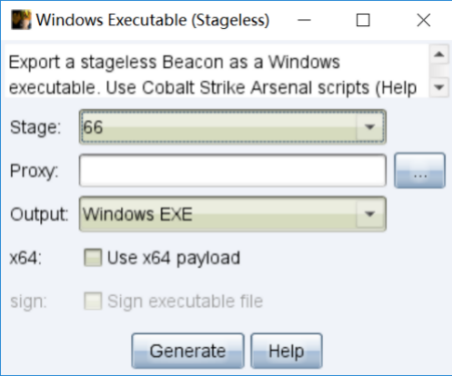 Windows Executable (Stageless)
Export a stageless Beacon as a Windows
executable. Use Cobalt Strike Arsenal scripts (Help
Stage: 66
Proxy: ...
Output: Windows EXE
x64: Use x64 payload
sign: Sign executable file
Generate Help